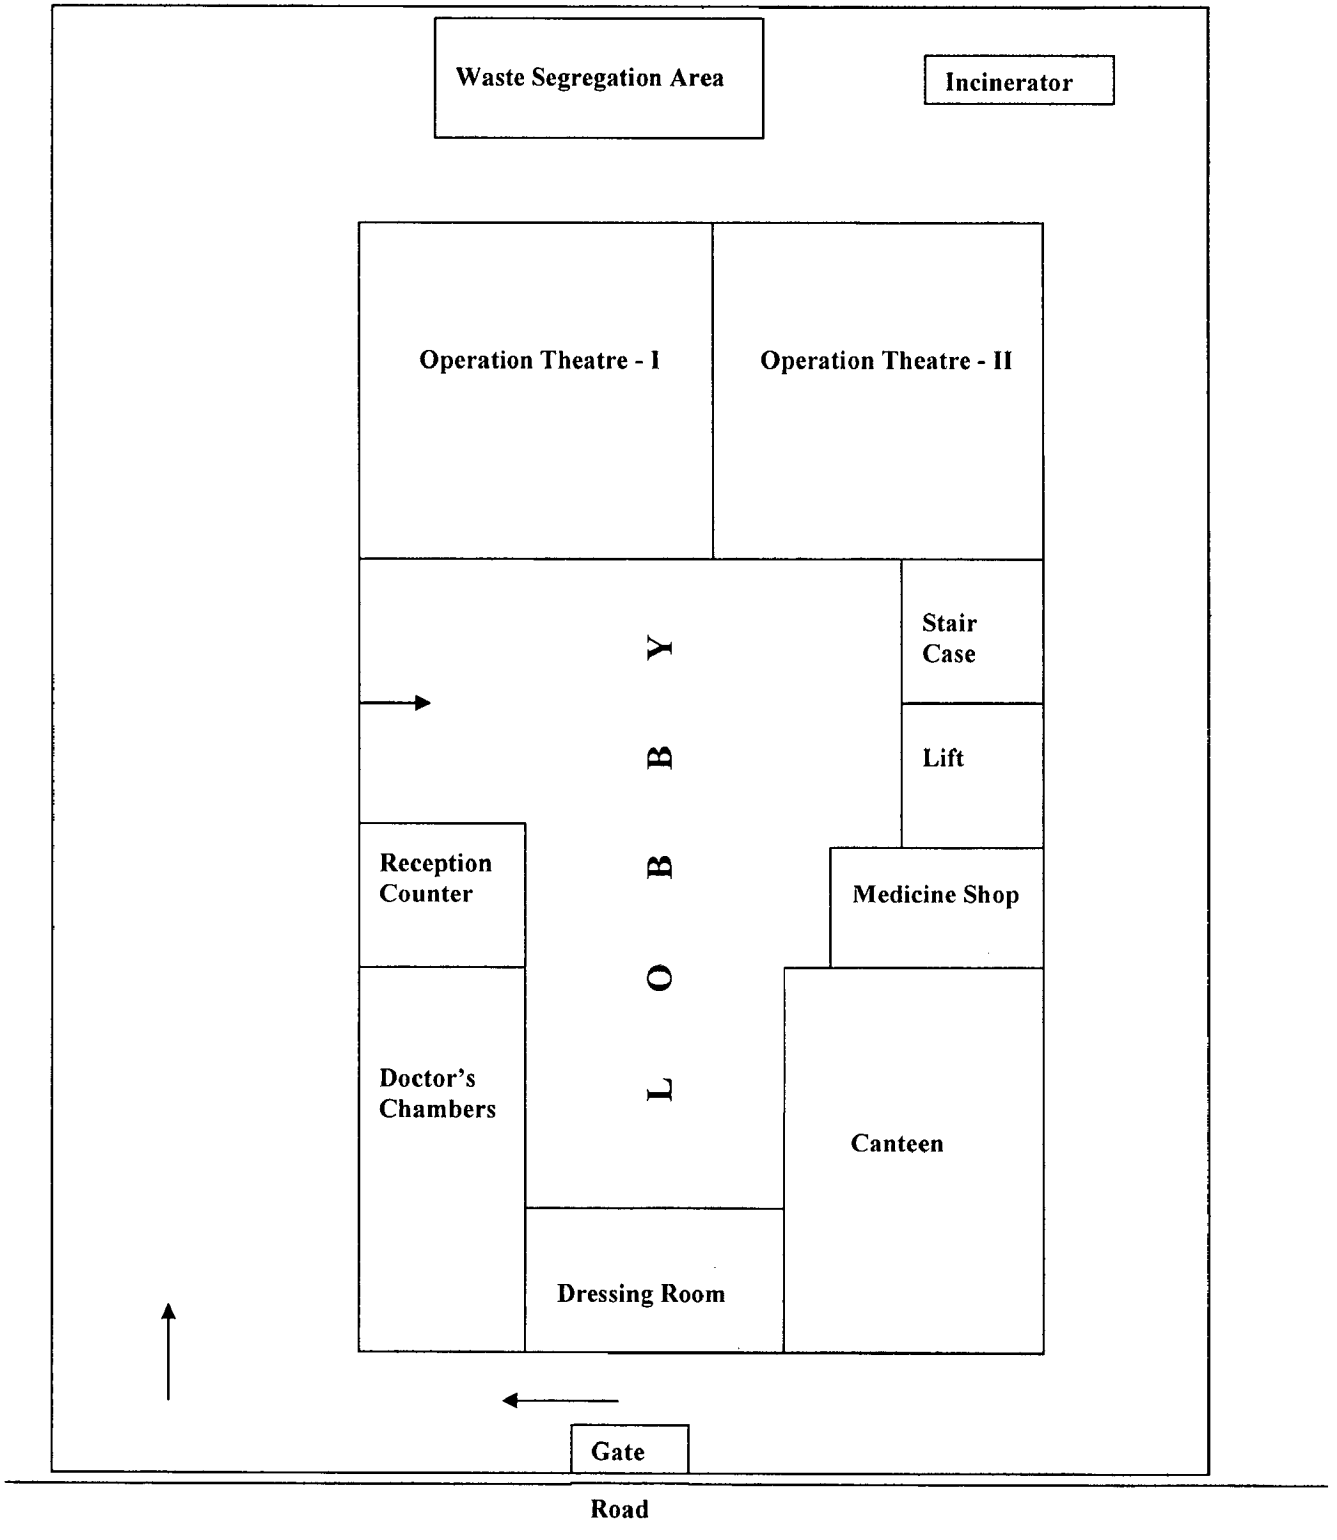 Waste Segregation Area
Incinerator
Operation Theatre - I
Operation Theatre - II
Stair
Case
Lift
LOBBY
Reception
Counter
Medicine Shop
Doctor's
Chambers
Canteen
Dressing Room
Gate
Road